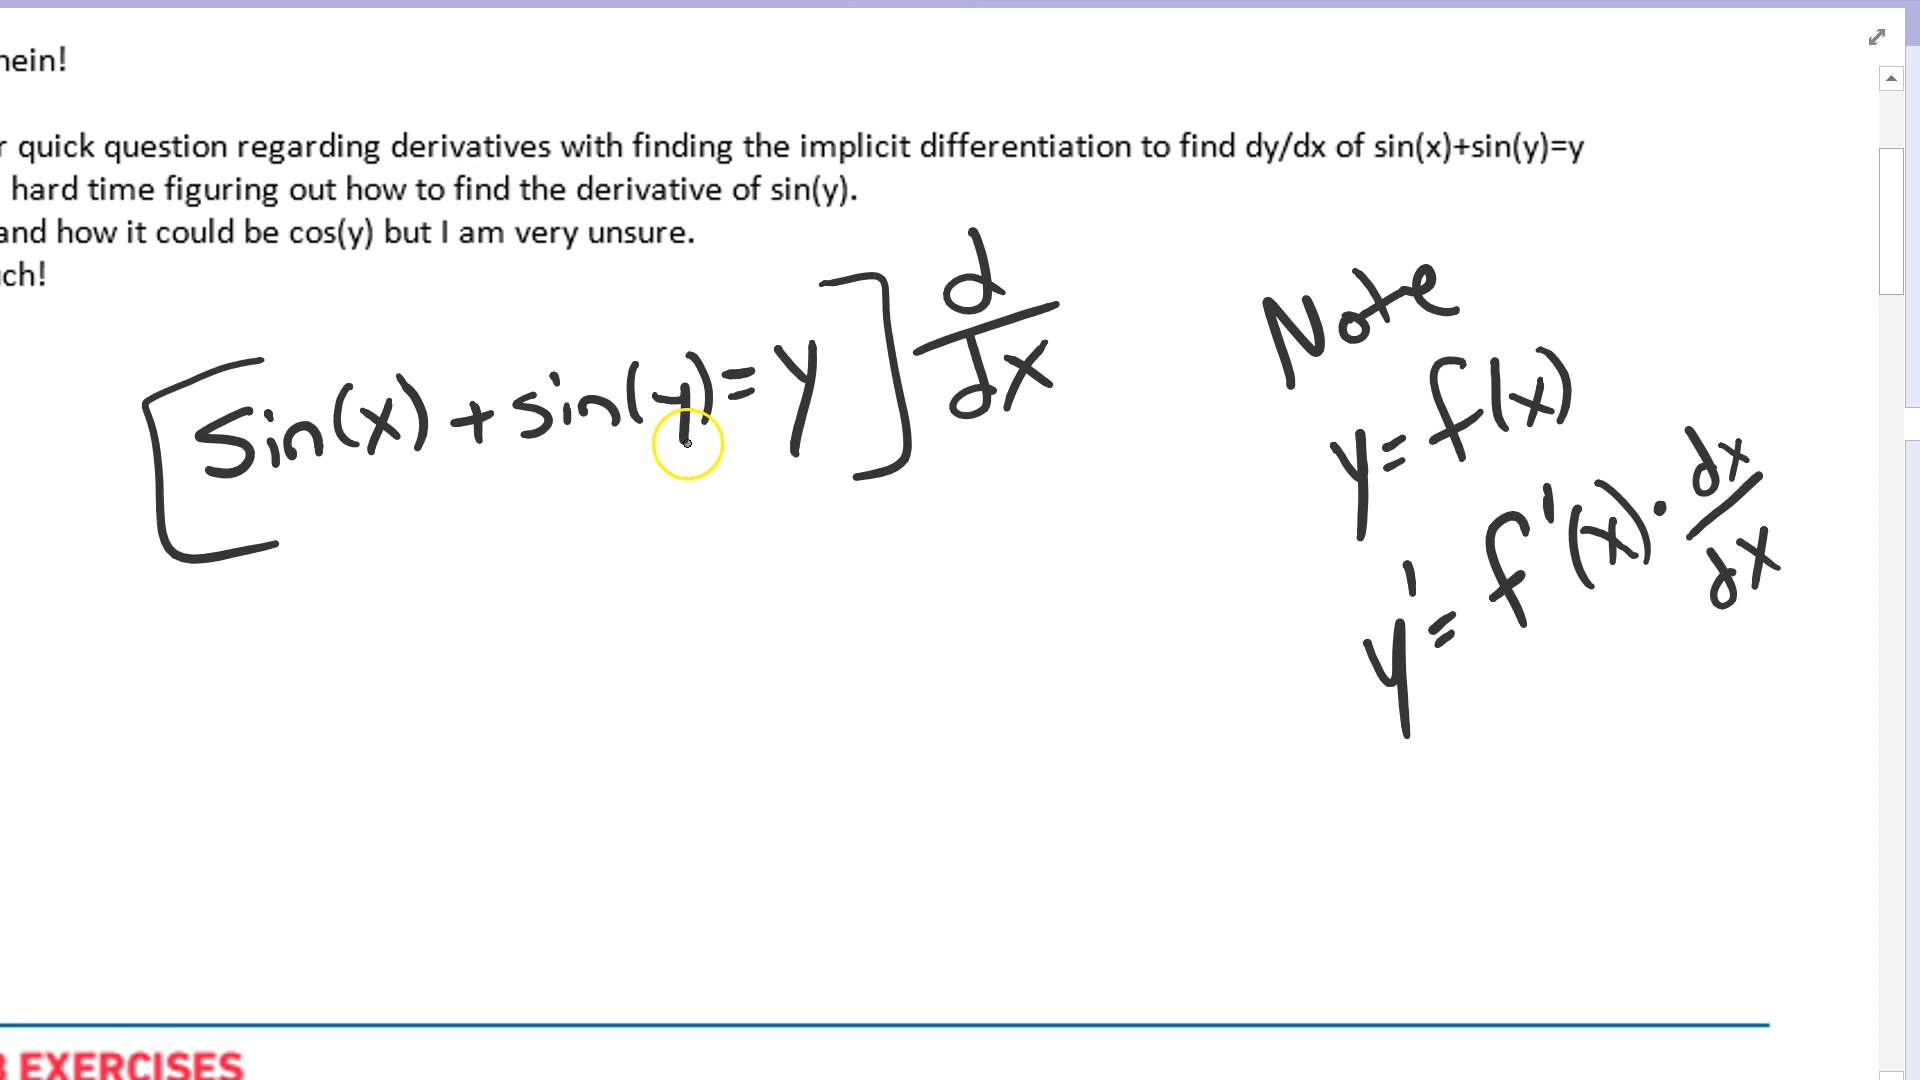 nein!
r quick question regarding derivatives with finding the implicit differentiation to find dy/dx of sin(x)+sin(y)=y
hard time figuring out how to find the derivative of sin(y).
and how it could be cos(y) but I am very unsure.
uch!
[sin(x) + sin(y) = y] d/dx
Note
y = f(x)
y' = f'(x) · dx/dx
B EXERCISES